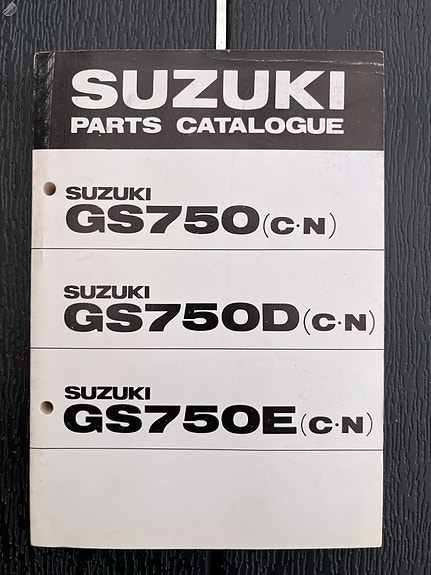 SUZUKI
PARTS CATALOGUE
SUZUKI
GS750 (C·N)
SUZUKI
GS750D (C·N)
SUZUKI
GS750E (C·N)